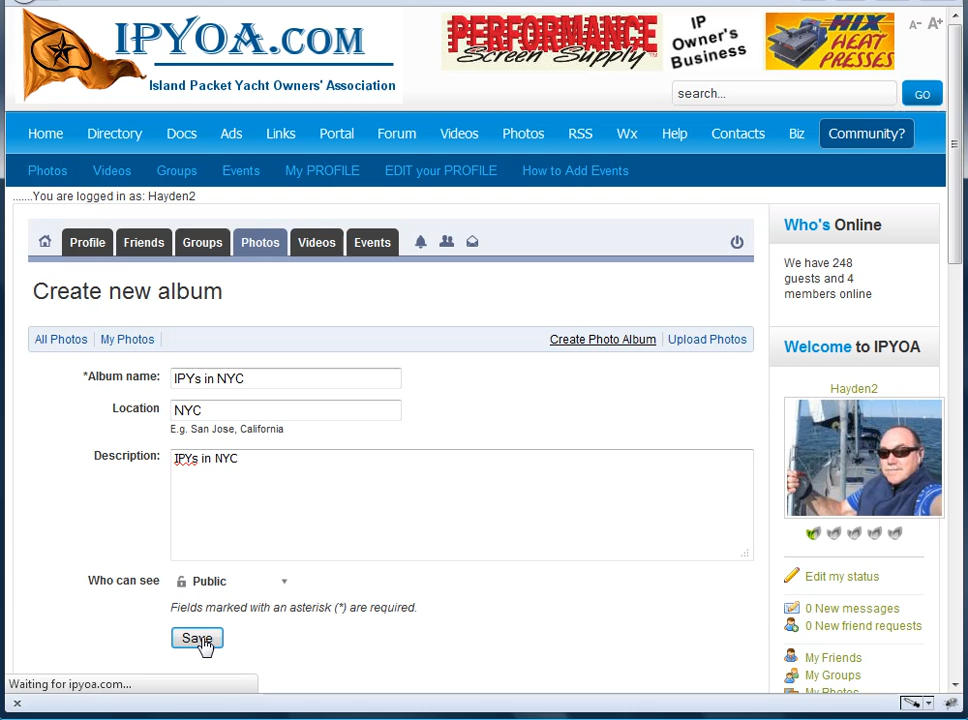 IPYOA.COM
Island Packet Yacht Owners' Association
PERFORMANCE
Screen Supply
IP
Owner's
Business
HIX
HEAT
PRESSES
A- A+
search...
GO
Home Directory Docs Ads Links Portal Forum Videos Photos RSS Wx Help Contacts Biz Community?
Photos Videos Groups Events My PROFILE EDIT your PROFILE How to Add Events
.......You are logged in as: Hayden2
Profile Friends Groups Photos Videos Events
Create new album
All Photos My Photos Create Photo Album Upload Photos
*Album name: IPYs in NYC
Location NYC
E.g. San Jose, California
Description: IPYs in NYC
Who can see Public
Fields marked with an asterisk (*) are required.
Save
Who's Online
We have 248
guests and 4
members online
Welcome to IPYOA
Hayden2
Edit my status
0 New messages
0 New friend requests
My Friends
My Groups
My Photos
Waiting for ipyoa.com...